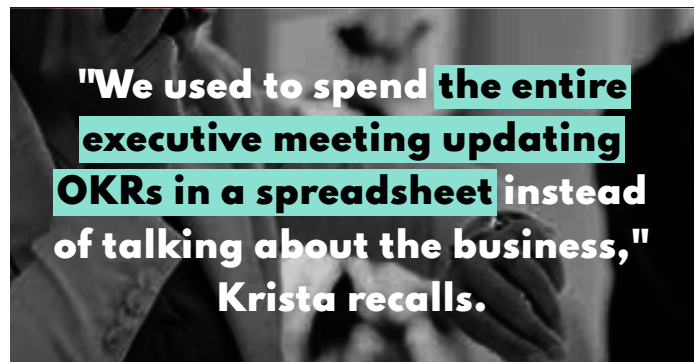 "We used to spend the entire
executive meeting updating
OKRs in a spreadsheet instead
of talking about the business,"
Krista recalls.